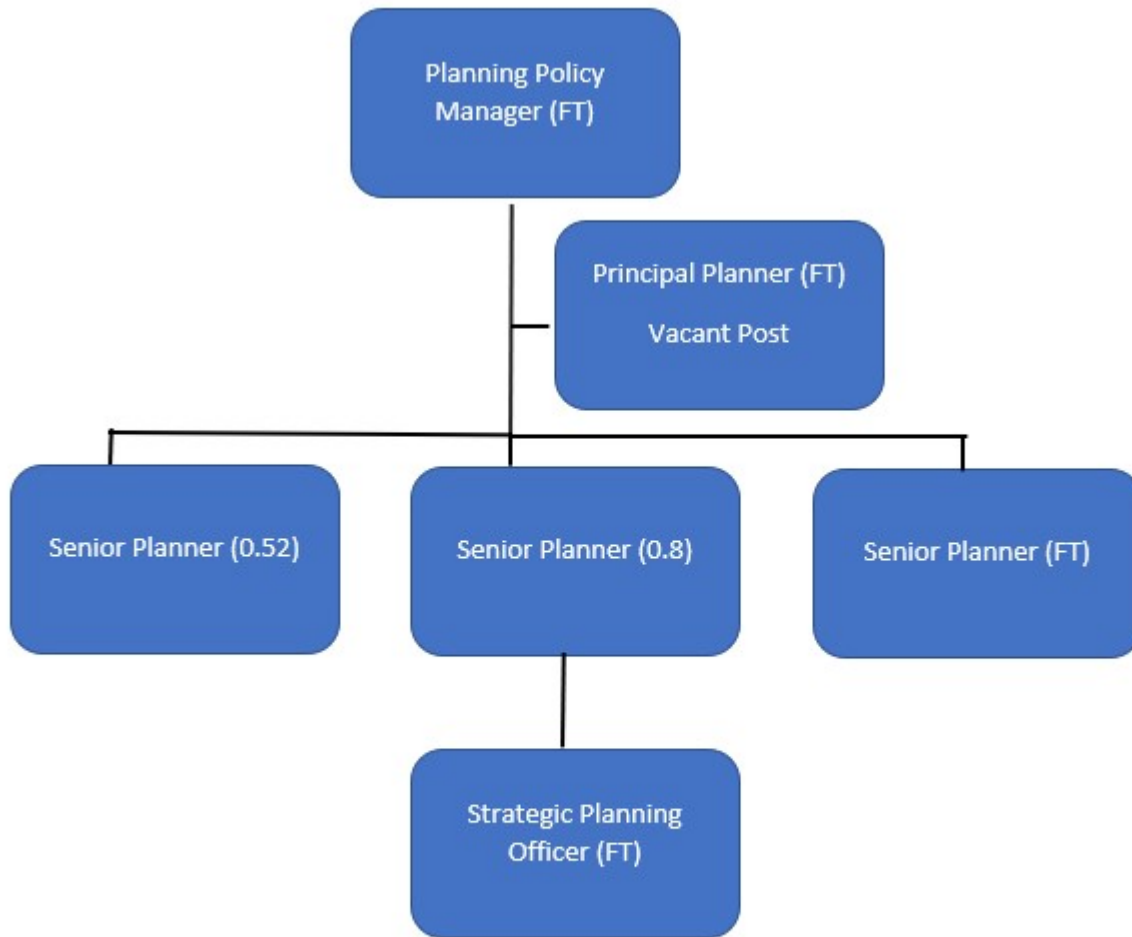 Planning Policy
Manager (FT)
Principal Planner (FT)
Vacant Post
Senior Planner (0.52)
Senior Planner (0.8)
Senior Planner (FT)
Strategic Planning
Officer (FT)